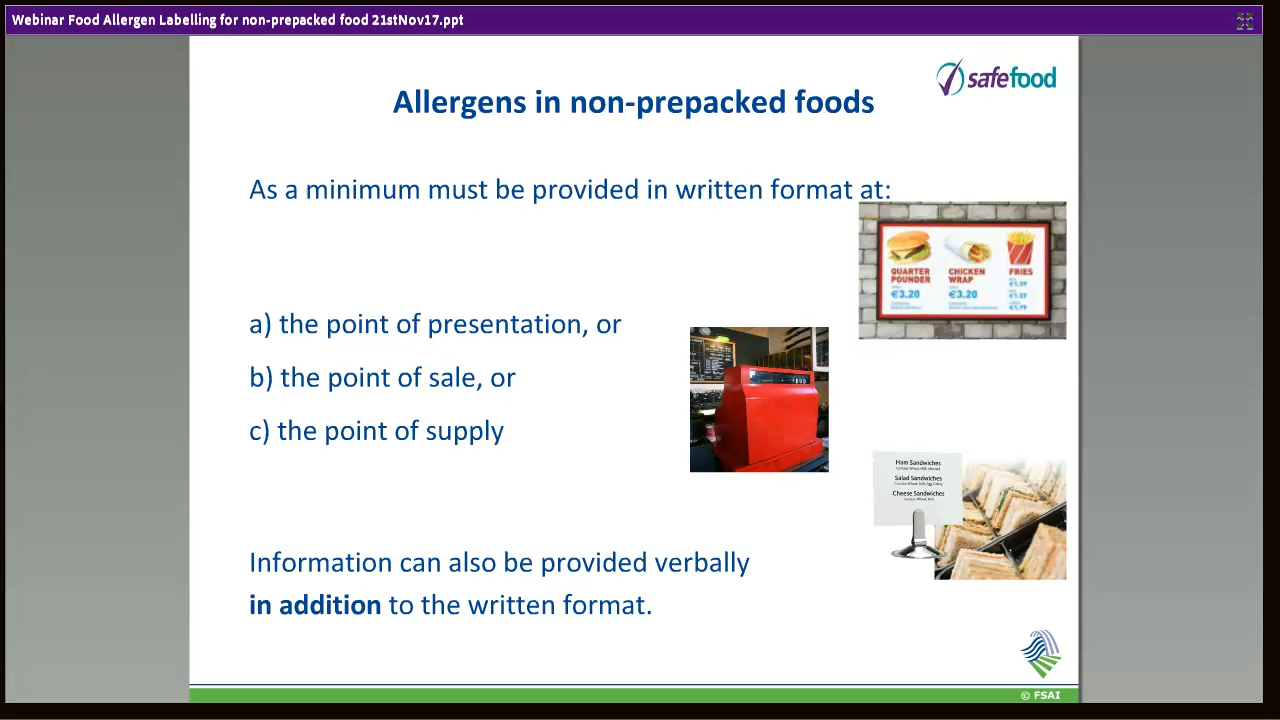 Webinar Food Allergen Labelling for non-prepacked food 21stNov17.ppt
safefood
Allergens in non-prepacked foods
As a minimum must be provided in written format at:
QUARTER
POUNDER
€3.20
CHICKEN
WRAP
€3.20
FRIES
a) the point of presentation, or
b) the point of sale, or
c) the point of supply
Ham Sandwiches
Salad Sandwiches
Cheese Sandwiches
Information can also be provided verbally
in addition to the written format.
© FSAI